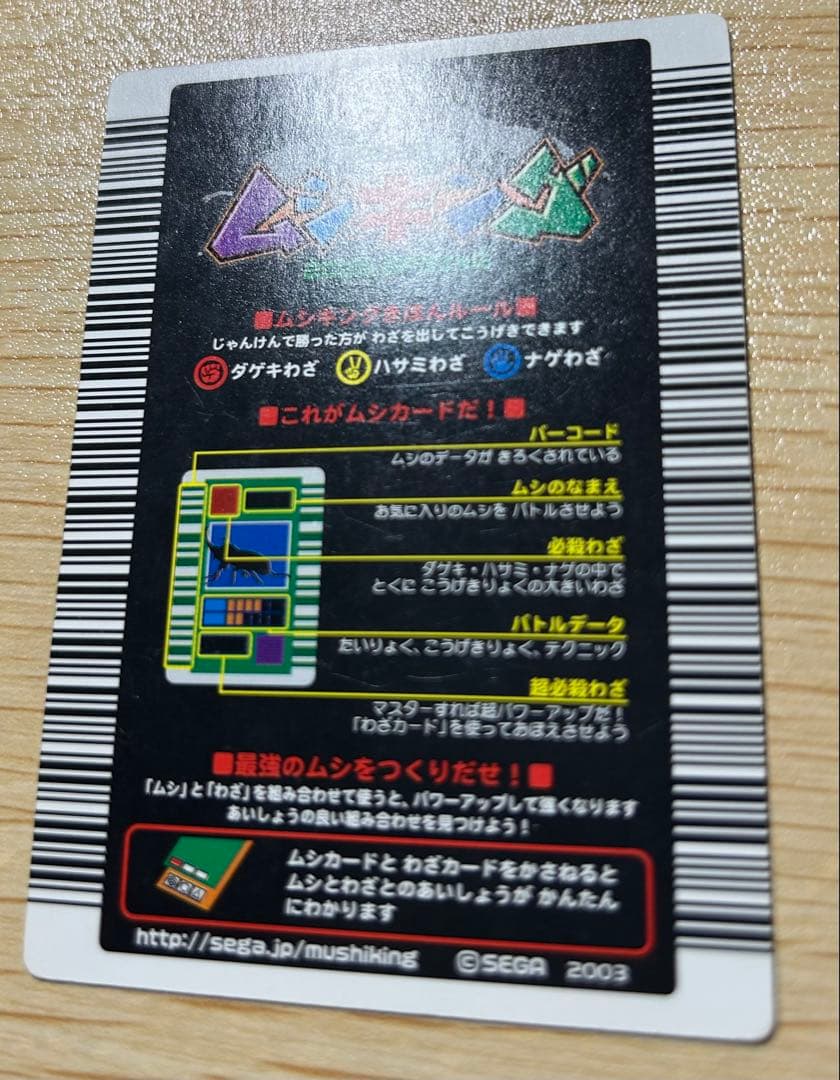 ムシキング
■ムシキングきほんルール■
じゃんけんで勝った方が わざを出してこうげきできます
ダゲキわざ ハサミわざ ナゲわざ
■これがムシカードだ！■
バーコード
ムシのデータが きろくされている
ムシのなまえ
お気に入りのムシを バトルさせよう
必殺わざ
ダゲキ・ハサミ・ナゲの中で
とくに こうげきりょくの大きいわざ
バトルデータ
たいりょく、こうげきりょく、テクニック
超必殺わざ
マスターすれば超パワーアップだ！
「わざカード」を使っておぼえさせよう
■最強のムシをつくりだせ！■
「ムシ」と「わざ」を組み合わせて使うと、パワーアップして強くなります
あいしょうの良い組み合わせを見つけよう！
ムシカードと わざカードをかさねると
ムシとわざとのあいしょうが かんたん
にわかります
http://sega.jp/mushiking ©SEGA 2003